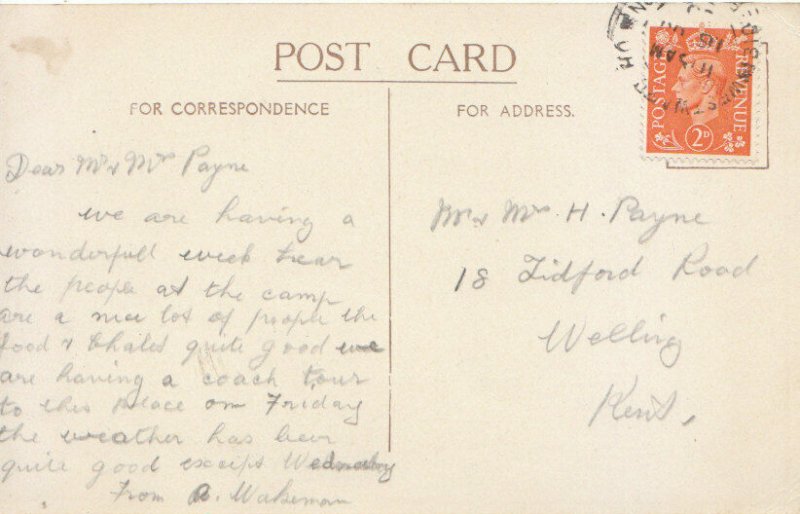 POST CARD
FOR CORRESPONDENCE
FOR ADDRESS.
POSTAGE REVENUE
2D
Dear Mr & Mrs Payne
we are having a
wonderfull week hear
the people at the camp
are a nice lot of people the
food & Chalets quite good we
are having a coach tour
to this place on Friday
the weather has been
quite good except Wednesday
From A. Wakeman
Mr & Mrs H. Payne
18 Tidford Road
Welling
Kent,